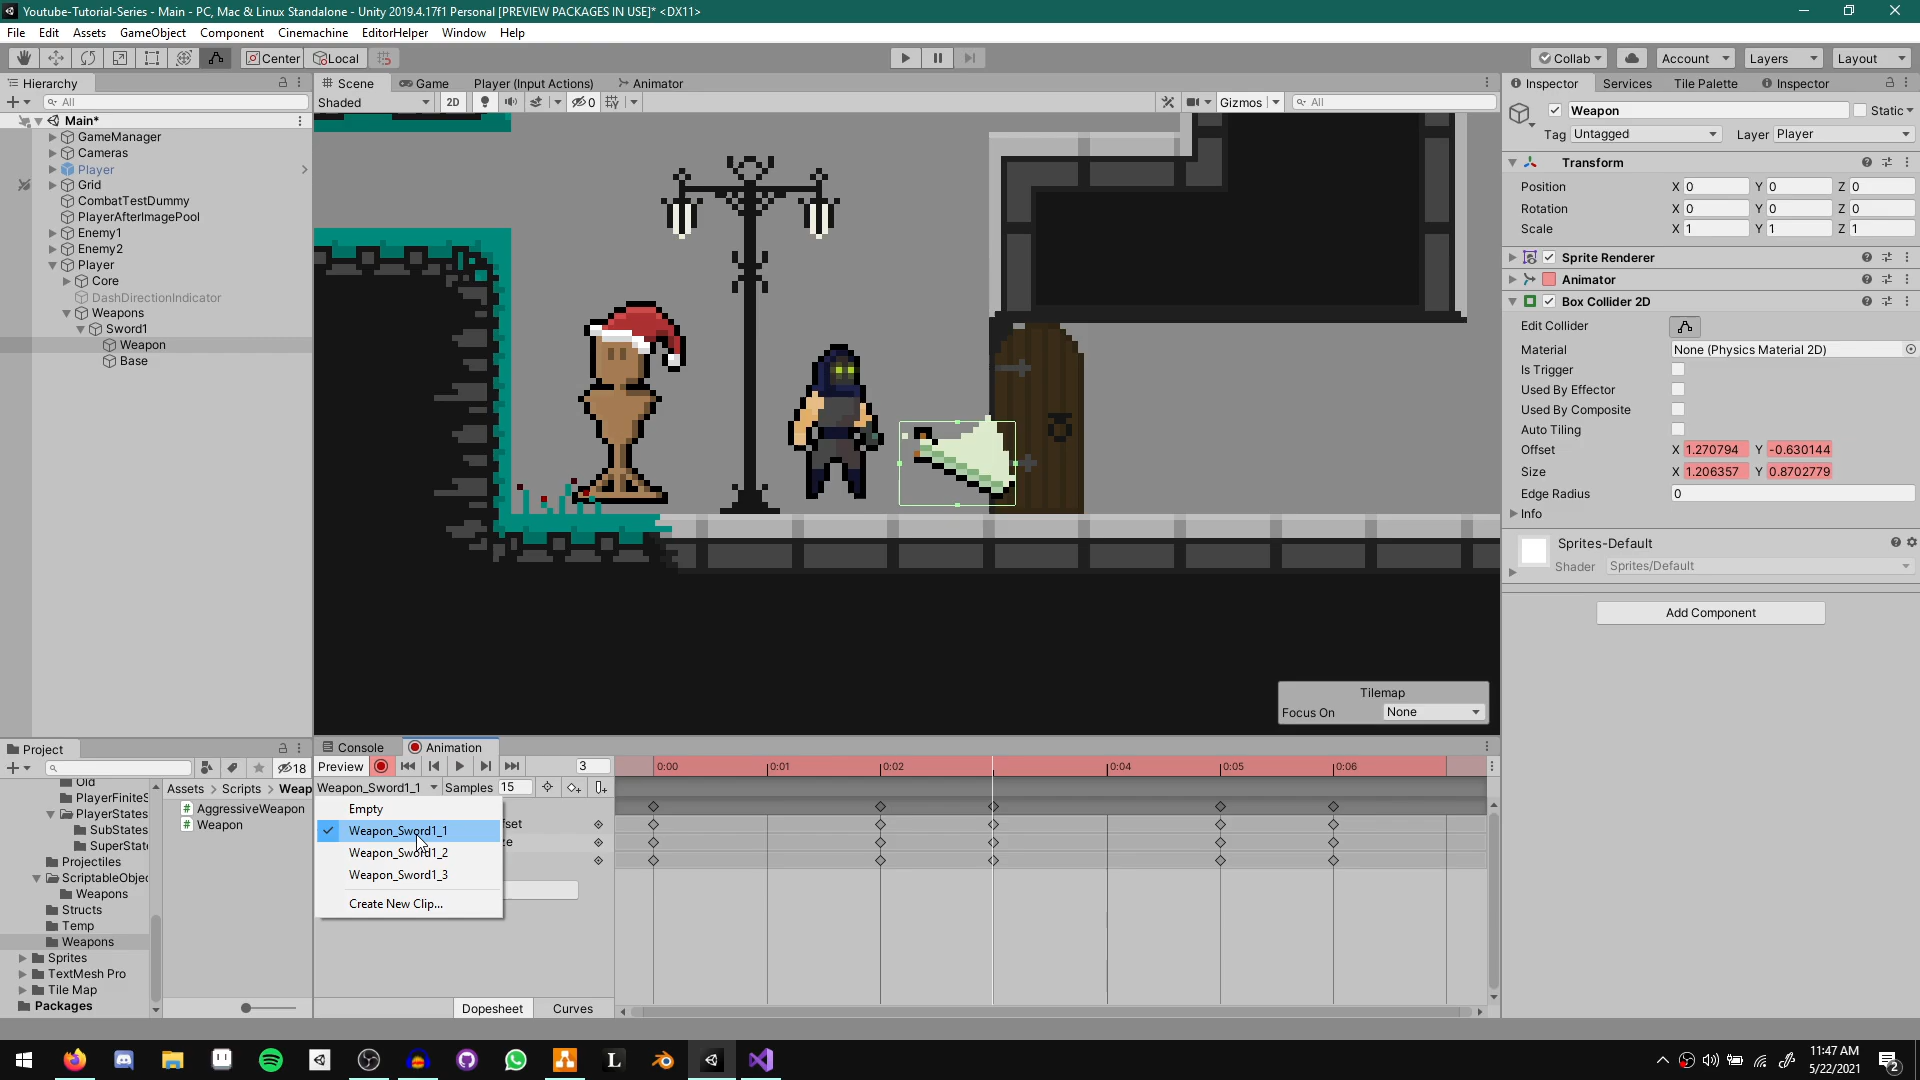 Youtube-Tutorial-Series - Main - PC, Mac & Linux Standalone - Unity 2019.4.17f1 Personal [PREVIEW PACKAGES IN USE]* <DX11>
File Edit Assets GameObject Component Cinemachine EditorHelper Window Help
Center Local
Collab Account Layers Layout
Hierarchy
All
Main*
GameManager
Cameras
Player
Grid
CombatTestDummy
PlayerAfterImagePool
Enemy1
Enemy2
Player
Core
DashDirectionIndicator
Weapons
Sword1
Weapon
Base
Scene Game Player (Input Actions) Animator
Shaded 2D 0 Gizmos All
Tilemap
Focus On None
Inspector Services Tile Palette Inspector
Weapon Static
Tag Untagged Layer Player
Transform
Position X 0 Y 0 Z 0
Rotation X 0 Y 0 Z 0
Scale X 1 Y 1 Z 1
Sprite Renderer
Animator
Box Collider 2D
Edit Collider
Material None (Physics Material 2D)
Is Trigger
Used By Effector
Used By Composite
Auto Tiling
Offset X 1.270794 Y -0.630144
Size X 1.206357 Y 0.8702779
Edge Radius 0
Info
Sprites-Default
Shader Sprites/Default
Add Component
Project
18
Old
PlayerFiniteS
PlayerStates
SubStates
SuperState
Projectiles
ScriptableObjec
Weapons
Structs
Temp
Weapons
Sprites
TextMesh Pro
Tile Map
Packages
Assets Scripts Weap
AggressiveWeapon
Weapon
Console Animation
Preview 3
Weapon_Sword1_1 Samples 15
0:00 0:01 0:02 0:04 0:05 0:06
Empty
Weapon_Sword1_1
Weapon_Sword1_2
Weapon_Sword1_3
Create New Clip...
fset
ze
Dopesheet Curves
L
11:47 AM
5/22/2021
2